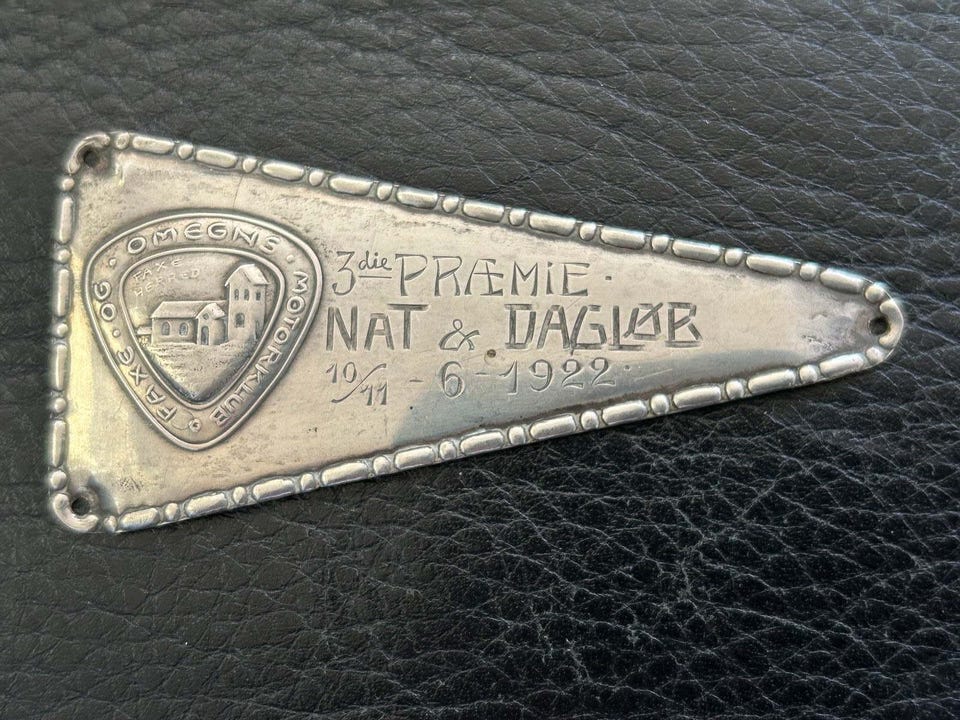 FAXE · OG · OMEGNS · MOTORKLUB
FAXE
HERRED
3die PRÆMIE ·
NAT & DAGLØB
10/11 - 6 - 1922 ·